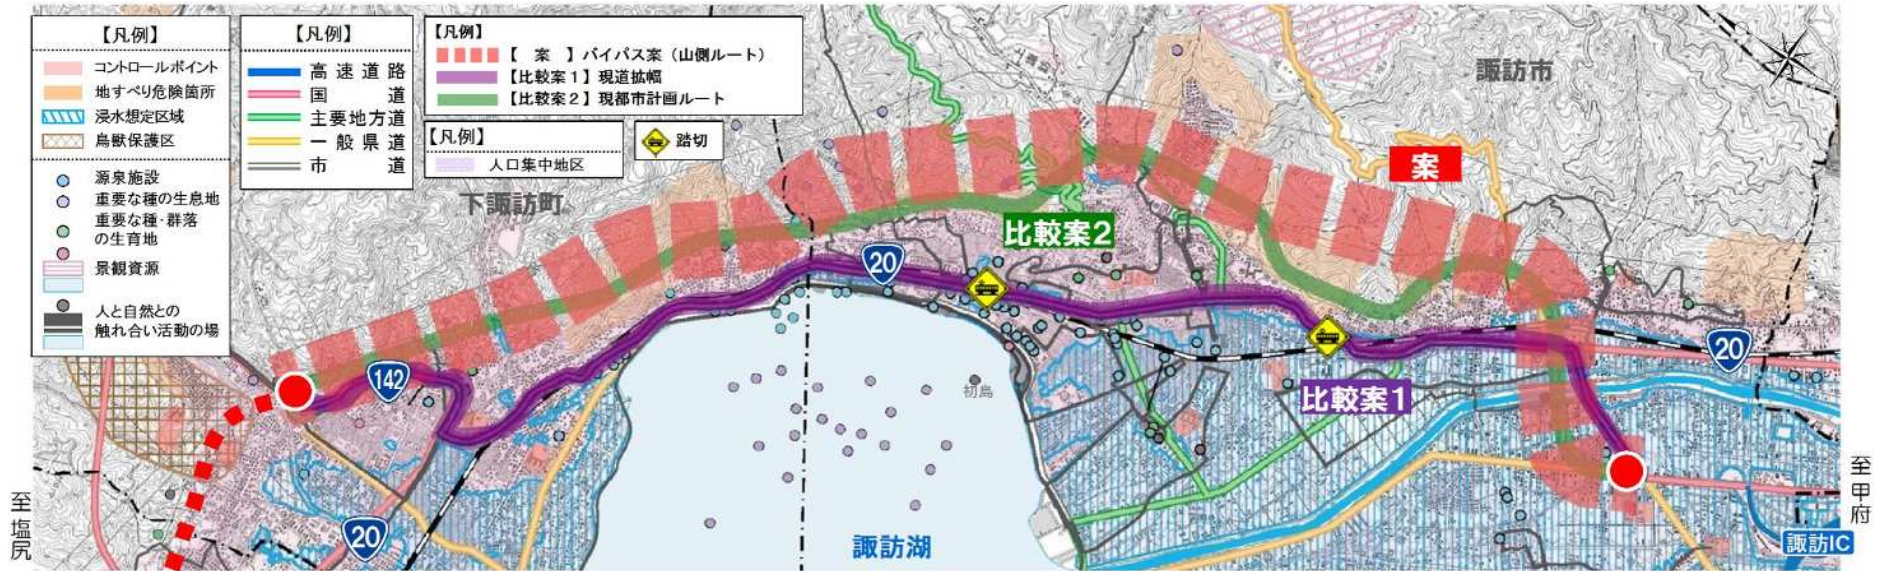 【凡例】
コントロールポイント
地すべり危険箇所
浸水想定区域
鳥獣保護区
源泉施設
重要な種の生息地
重要な種・群落
の生育地
景観資源
人と自然との
触れ合い活動の場
【凡例】
高速道路
国道
主要地方道
一般県道
市道
【凡例】
【 案 】バイパス案（山側ルート）
【比較案1】現道拡幅
【比較案2】現都市計画ルート
【凡例】
人口集中地区
踏切
諏訪市
案
下諏訪町
比較案2
20
142
初島
比較案1
20
20
至塩尻
諏訪湖
至甲府
諏訪IC